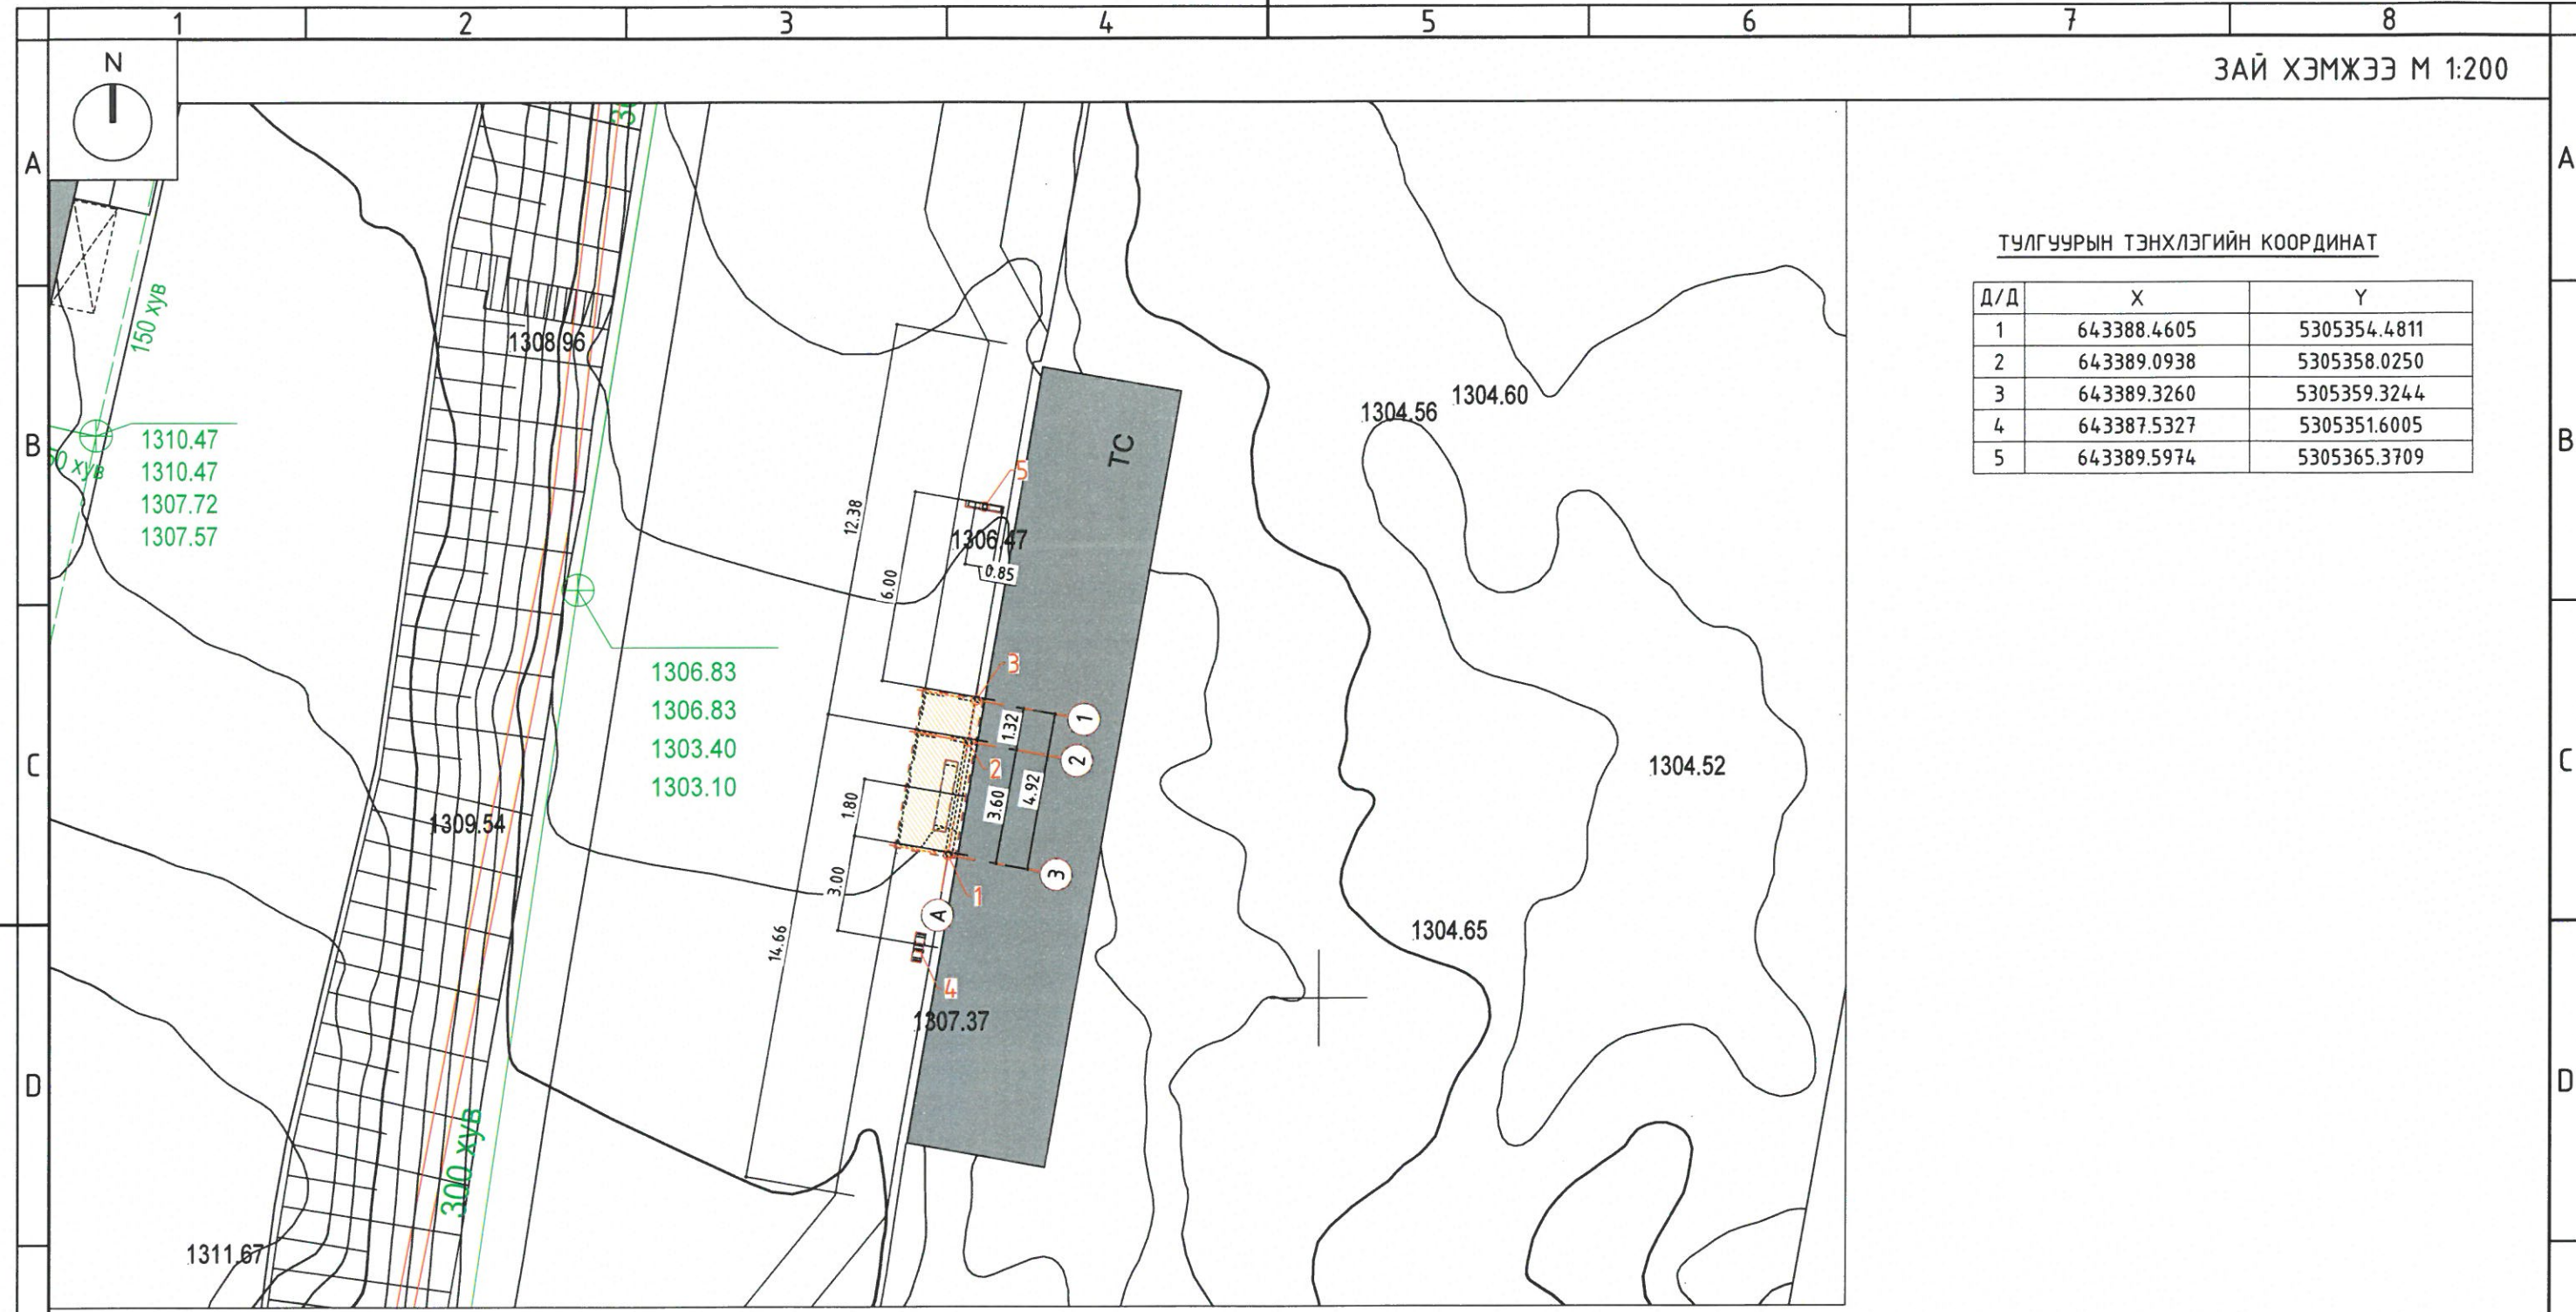 1 2 3 4 5 6 7 8
N
ЗАЙ ХЭМЖЭЭ М 1:200
A A
ТУЛГУУРЫН ТЭНХЛЭГИЙН КООРДИНАТ
Д/Д X Y
1 643388.4605 5305354.4811
2 643389.0938 5305358.0250
3 643389.3260 5305359.3244
4 643387.5327 5305351.6005
5 643389.5974 5305365.3709
150 хув
1308.96
1304.56 1304.60
B B
1310.47
1310.47
1307.72
1307.57
50 хув
ТС
5
12.38
1306.47
0.85
6.00
1306.83
1306.83
1303.40
1303.10
3
1
1.32
2
2
C C
4.92
3.60
1.80
1304.52
1309.54
3
3.00
1
A
14.66
1304.65
4
1307.37
D D
300 хув
1311.67